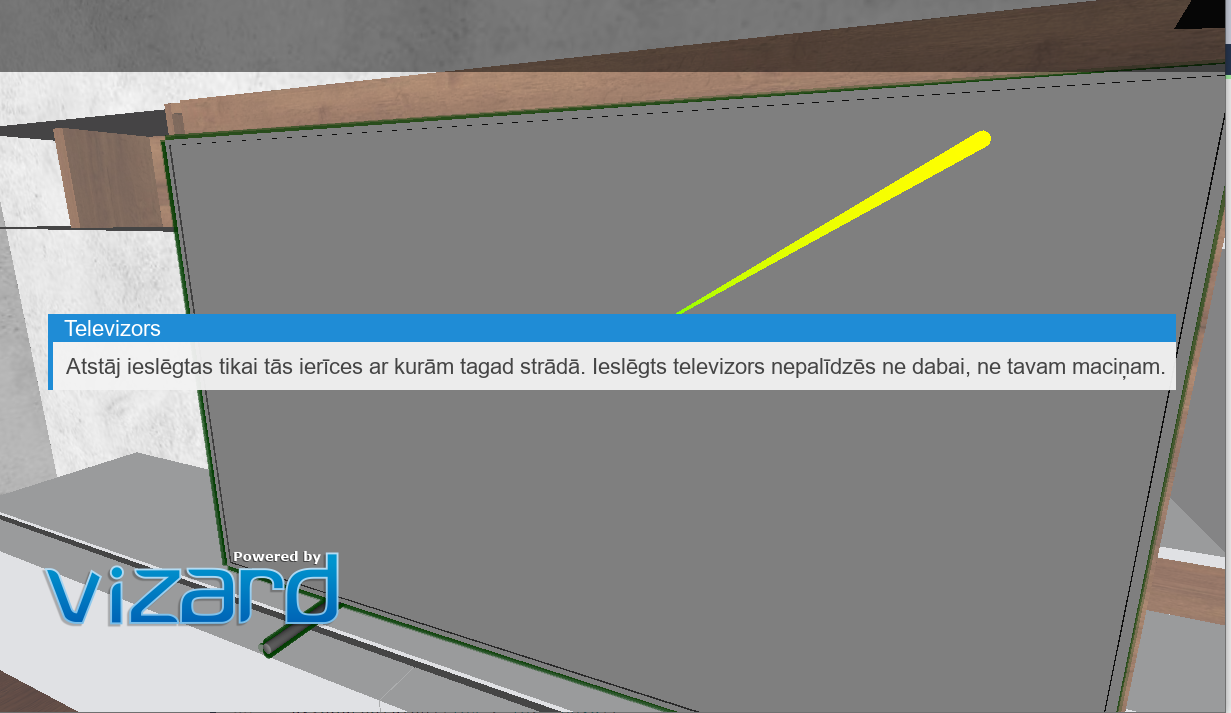 Televizors
Atstāj ieslēgtas tikai tās ierīces ar kurām tagad strādā. Ieslēgts televizors nepalīdzēs ne dabai, ne tavam maciņam.
Powered by
vizard